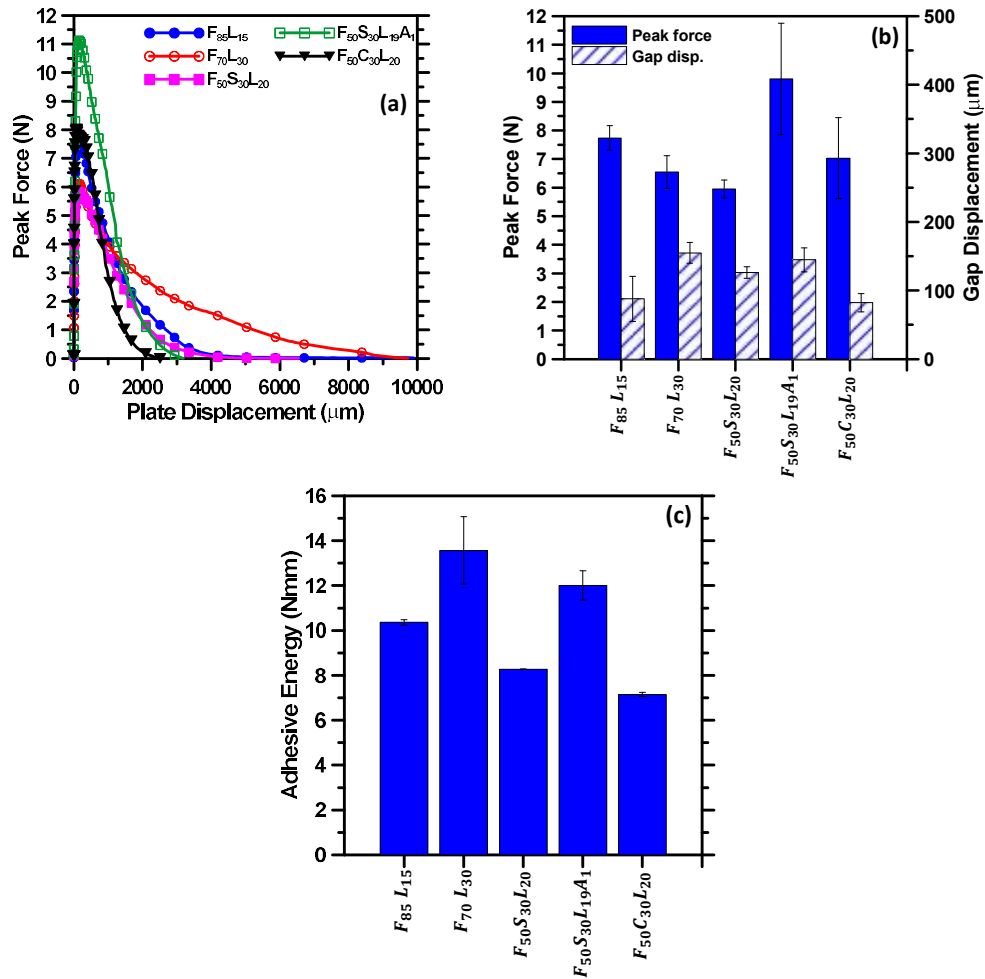 F₈₅L₁₅
F₅₀S₃₀L₁₉A₁
F₇₀L₃₀
F₅₀C₃₀L₂₀
F₅₀S₃₀L₂₀
(a)
Peak Force (N)
12
11
10
9
8
7
6
5
4
3
2
1
0
0 2000 4000 6000 8000 10000
Plate Displacement (μm)
Peak force
Gap disp.
(b)
Peak Force (N)
12
11
10
9
8
7
6
5
4
3
2
1
0
500
400
300
200
100
0
Gap Displacement (μm)
F₈₅ L₁₅
F₇₀ L₃₀
F₅₀S₃₀L₂₀
F₅₀S₃₀L₁₉A₁
F₅₀C₃₀L₂₀
(c)
Adhesive Energy (Nmm)
16
14
12
10
8
6
4
2
0
F₈₅ L₁₅
F₇₀ L₃₀
F₅₀S₃₀L₂₀
F₅₀S₃₀L₁₉A₁
F₅₀C₃₀L₂₀